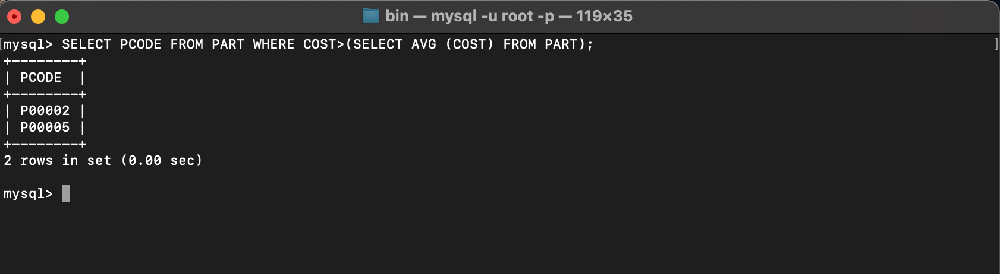 bin — mysql -u root -p — 119×35
[mysql> SELECT PCODE FROM PART WHERE COST>(SELECT AVG (COST) FROM PART); ]
+--------+
| PCODE  |
+--------+
| P00002 |
| P00005 |
+--------+
2 rows in set (0.00 sec)
mysql>